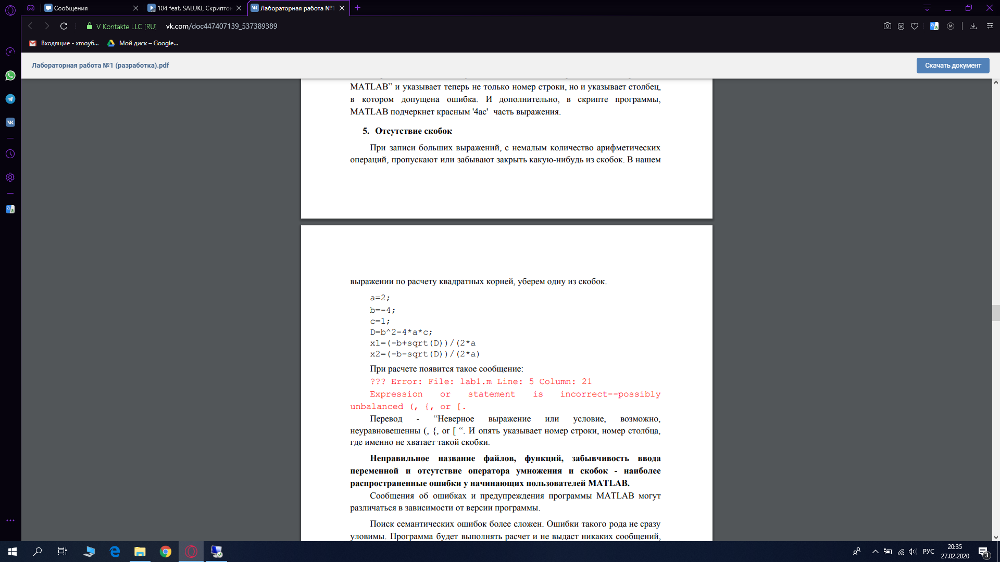 Сообщения
104 feat. SALUKI, Скрипто
Лабораторная работа №1
V Kontakte LLC [RU]
vk.com/doc447407139_537389389
Входящие - xmoy6...
Мой диск – Google...
Лабораторная работа №1 (разработка).pdf
Скачать документ
MATLAB” и указывает теперь не только номер строки, но и указывает столбец,
в котором допущена ошибка. И дополнительно, в скрипте программы,
MATLAB подчеркнет красным '4ac' часть выражения.
5. Отсутствие скобок
При записи больших выражений, с немалым количество арифметических
операций, пропускают или забывают закрыть какую-нибудь из скобок. В нашем
выражении по расчету квадратных корней, уберем одну из скобок.
a=2;
b=-4;
c=1;
D=b^2-4*a*c;
x1=(-b+sqrt(D))/(2*a
x2=(-b-sqrt(D))/(2*a)
При расчете появится такое сообщение:
??? Error: File: lab1.m Line: 5 Column: 21
Expression or statement is incorrect--possibly
unbalanced (, {, or [.
Перевод - “Неверное выражение или условие, возможно,
неуравновешенны (, {, or [ “. И опять указывает номер строки, номер столбца,
где именно не хватает такой скобки.
Неправильное название файлов, функций, забывчивость ввода
переменной и отсутствие оператора умножения и скобок - наиболее
распространенные ошибки у начинающих пользователей MATLAB.
Сообщения об ошибках и предупреждения программы MATLAB могут
различаться в зависимости от версии программы.
Поиск семантических ошибок более сложен. Ошибки такого рода не сразу
уловимы. Программа будет выполнять расчет и не выдаст никаких сообщений,
РУС
20:35
27.02.2020
3